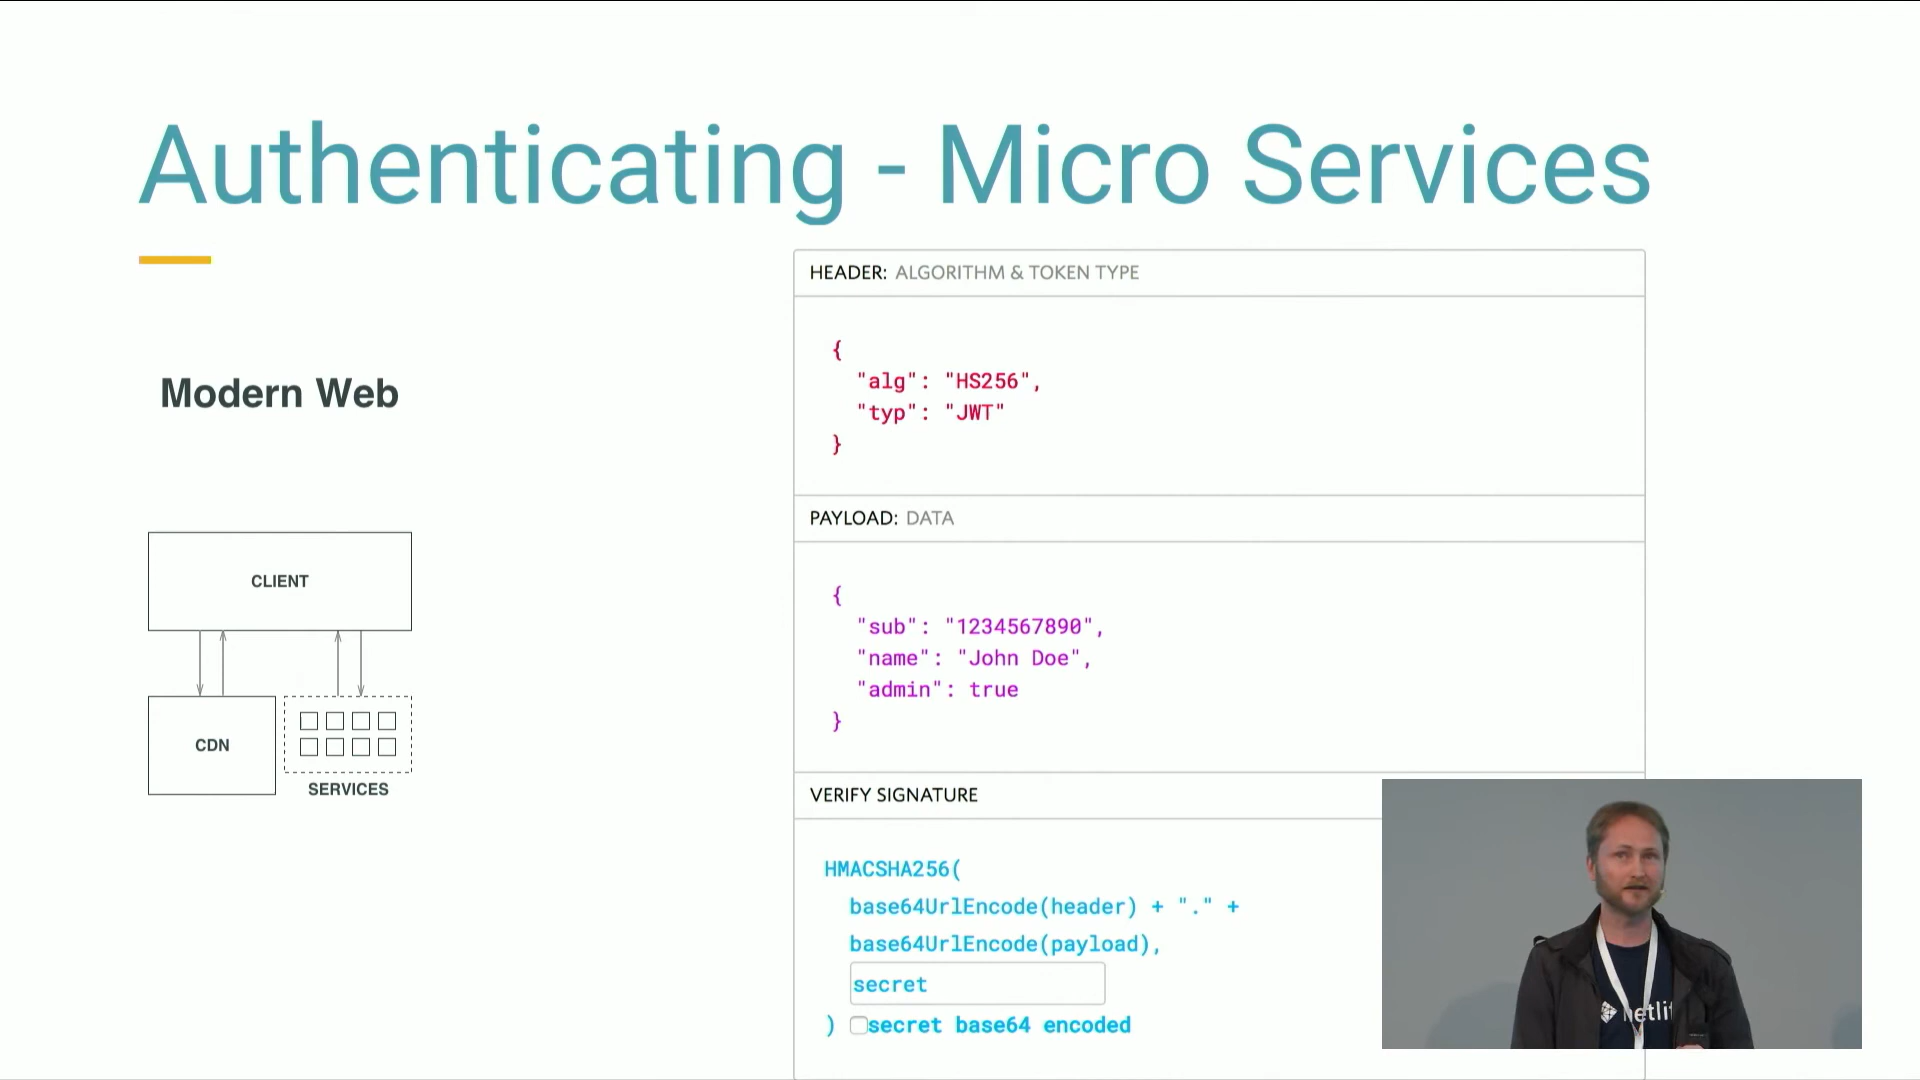 Authenticating - Micro Services
Modern Web
CLIENT
CDN
SERVICES
HEADER: ALGORITHM & TOKEN TYPE
{
"alg": "HS256",
"typ": "JWT"
}
PAYLOAD: DATA
{
"sub": "1234567890",
"name": "John Doe",
"admin": true
}
VERIFY SIGNATURE
HMACSHA256(
base64UrlEncode(header) + "." +
base64UrlEncode(payload),
secret
) secret base64 encoded
netlif